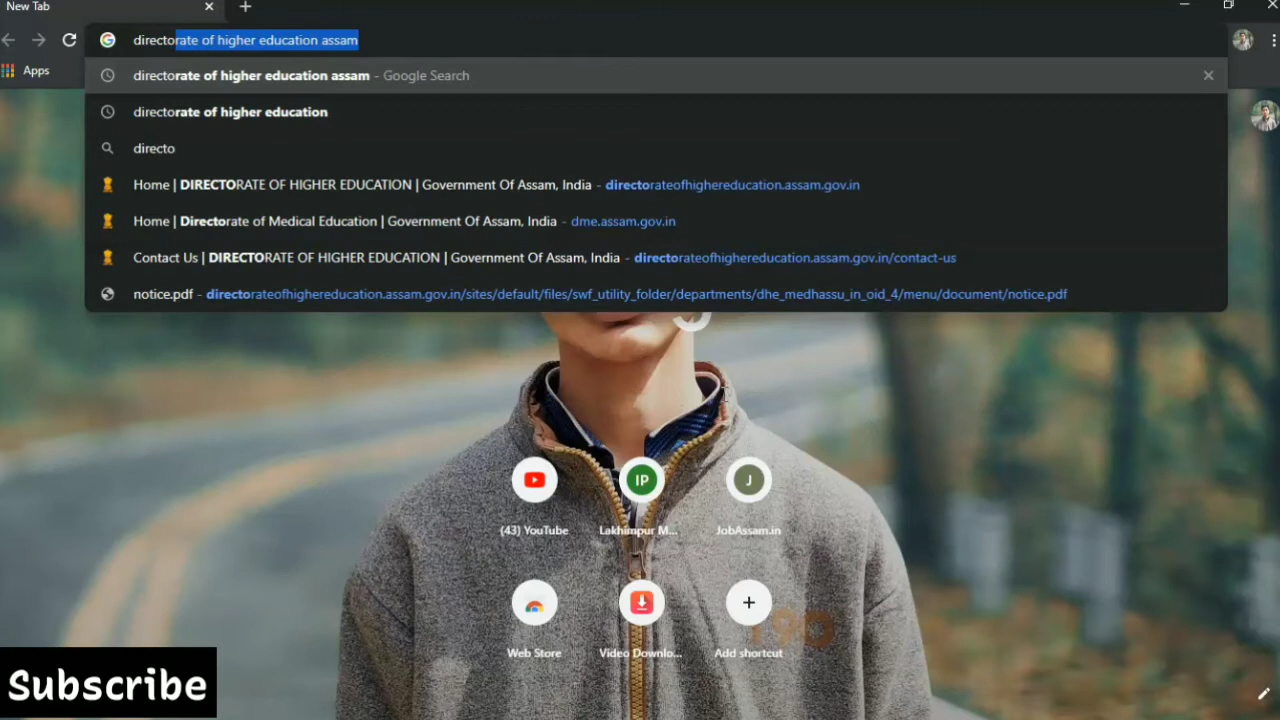 New Tab
directorate of higher education assam
Apps
directorate of higher education assam - Google Search
directorate of higher education
directo
Home | DIRECTORATE OF HIGHER EDUCATION | Government Of Assam, India - directorateofhighereducation.assam.gov.in
Home | Directorate of Medical Education | Government Of Assam, India - dme.assam.gov.in
Contact Us | DIRECTORATE OF HIGHER EDUCATION | Government Of Assam, India - directorateofhighereducation.assam.gov.in/contact-us
notice.pdf - directorateofhighereducation.assam.gov.in/sites/default/files/swf_utility_folder/departments/dhe_medhassu_in_oid_4/menu/document/notice.pdf
IP
J
(43) YouTube
Lakhimpur M...
JobAssam.in
Web Store
Video Downlo...
Add shortcut
Subscribe